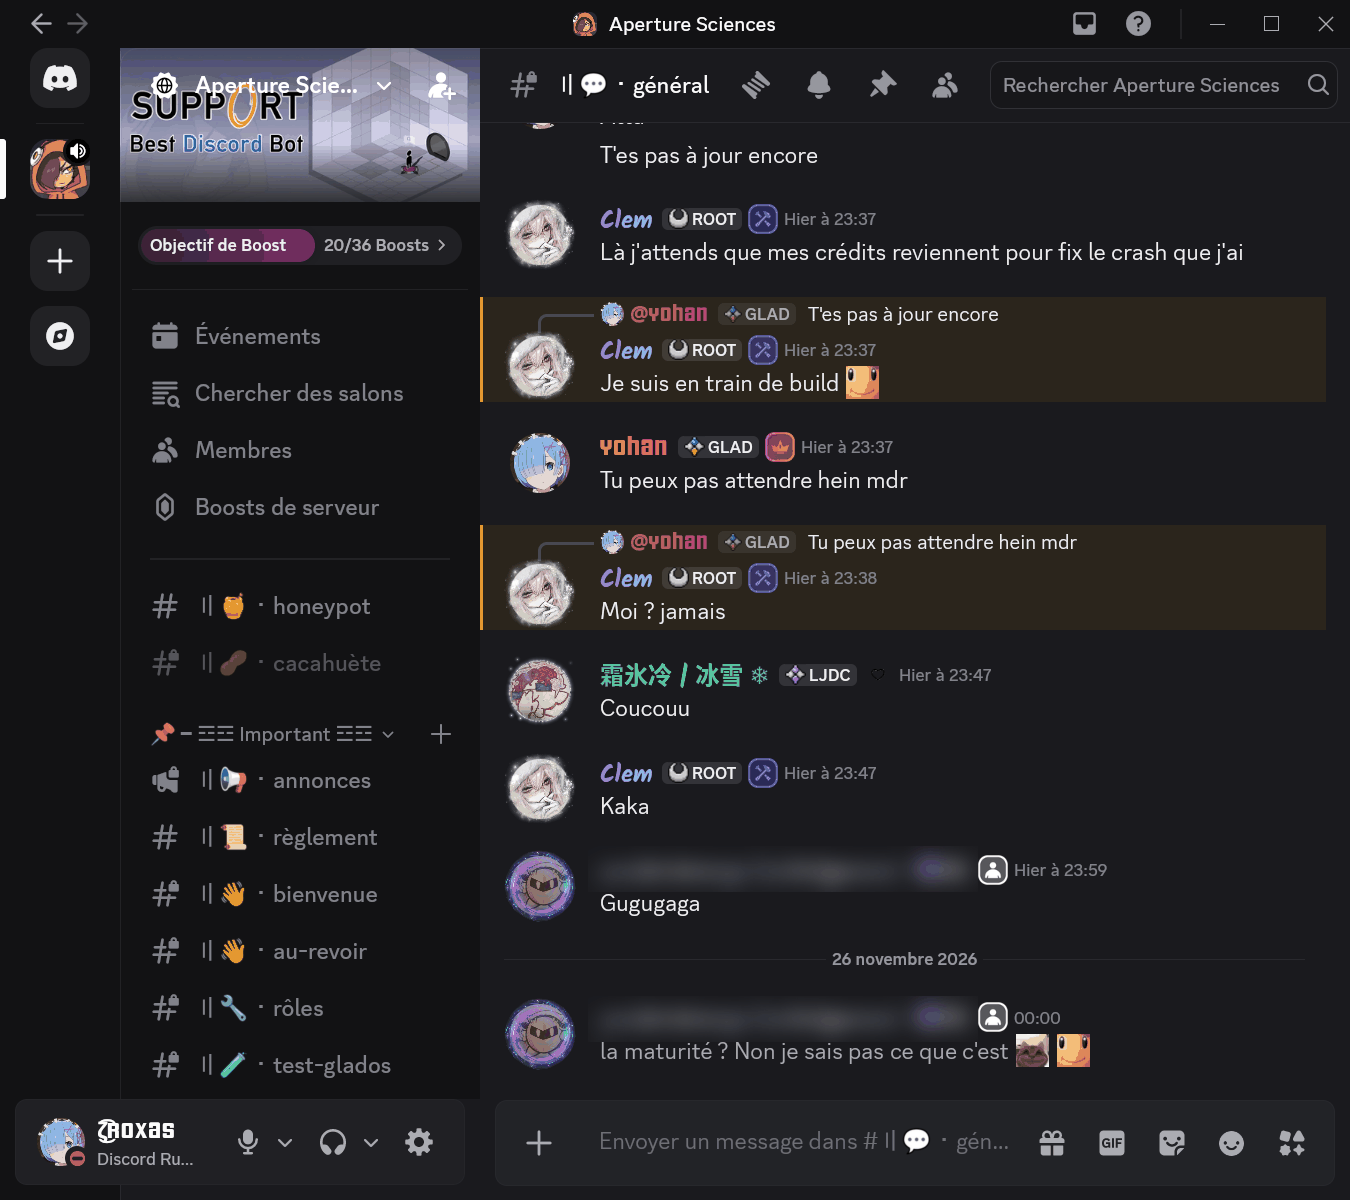 Aperture Sciences
Aperture Scie...
SUPPORT
Best Discord Bot
Objectif de Boost
20/36 Boosts
Événements
Chercher des salons
Membres
Boosts de serveur
honeypot
cacahuète
Important
annonces
règlement
bienvenue
au-revoir
rôles
test-glados
Roxas
Discord Ru...
général
Rechercher Aperture Sciences
T'es pas à jour encore
Clem ROOT Hier à 23:37
Là j'attends que mes crédits reviennent pour fix le crash que j'ai
@yohan GLAD T'es pas à jour encore
Clem ROOT Hier à 23:37
Je suis en train de build
yohan GLAD Hier à 23:37
Tu peux pas attendre hein mdr
@yohan GLAD Tu peux pas attendre hein mdr
Clem ROOT Hier à 23:38
Moi ? jamais
霜氷冷 / 冰雪 ❄ LJDC Hier à 23:47
Coucouu
Clem ROOT Hier à 23:47
Kaka
Hier à 23:59
Gugugaga
26 novembre 2026
00:00
la maturité ? Non je sais pas ce que c'est
Envoyer un message dans # 💬 · gén...
GIF